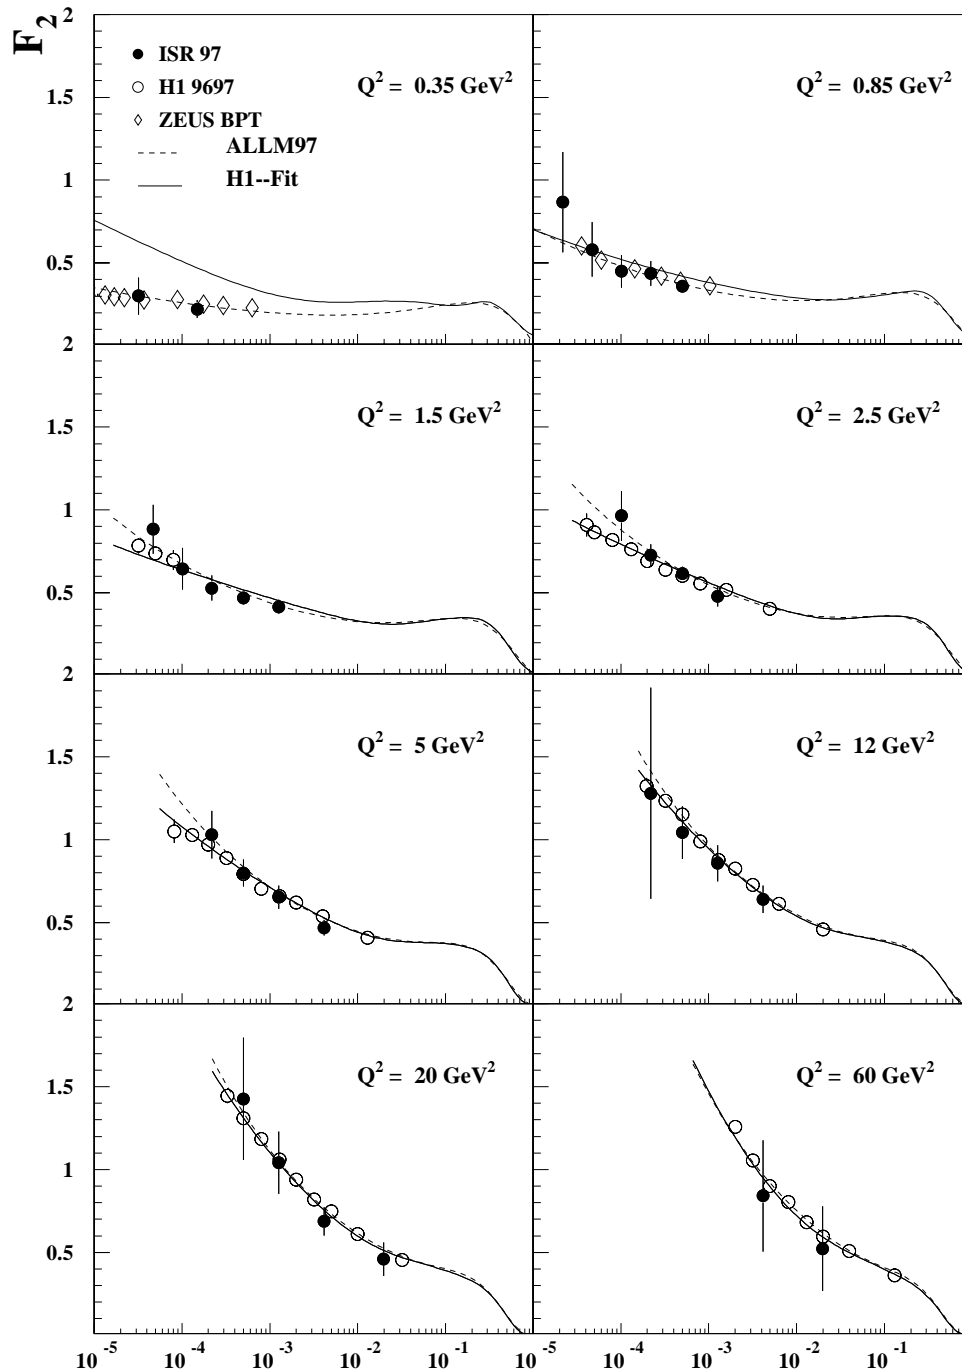 F₂
2
1.5
1
0.5
ISR 97
H1 9697
ZEUS BPT
ALLM97
H1--Fit
Q² = 0.35 GeV²
Q² = 0.85 GeV²
2
1.5
1
0.5
Q² = 1.5 GeV²
Q² = 2.5 GeV²
2
1.5
1
0.5
Q² = 5 GeV²
Q² = 12 GeV²
2
1.5
1
0.5
Q² = 20 GeV²
Q² = 60 GeV²
10⁻⁵ 10⁻⁴ 10⁻³ 10⁻² 10⁻¹ 1 10⁻⁴ 10⁻³ 10⁻² 10⁻¹